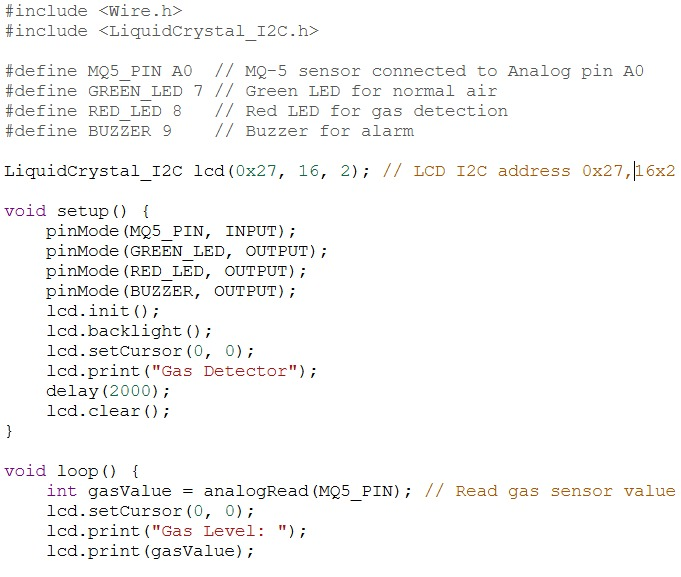 #include <Wire.h>
#include <LiquidCrystal_I2C.h>

#define MQ5_PIN A0  // MQ-5 sensor connected to Analog pin A0
#define GREEN_LED 7 // Green LED for normal air
#define RED_LED 8   // Red LED for gas detection
#define BUZZER 9    // Buzzer for alarm

LiquidCrystal_I2C lcd(0x27, 16, 2); // LCD I2C address 0x27,16x2

void setup() {
    pinMode(MQ5_PIN, INPUT);
    pinMode(GREEN_LED, OUTPUT);
    pinMode(RED_LED, OUTPUT);
    pinMode(BUZZER, OUTPUT);
    lcd.init();
    lcd.backlight();
    lcd.setCursor(0, 0);
    lcd.print("Gas Detector");
    delay(2000);
    lcd.clear();
}

void loop() {
    int gasValue = analogRead(MQ5_PIN); // Read gas sensor value
    lcd.setCursor(0, 0);
    lcd.print("Gas Level: ");
    lcd.print(gasValue);